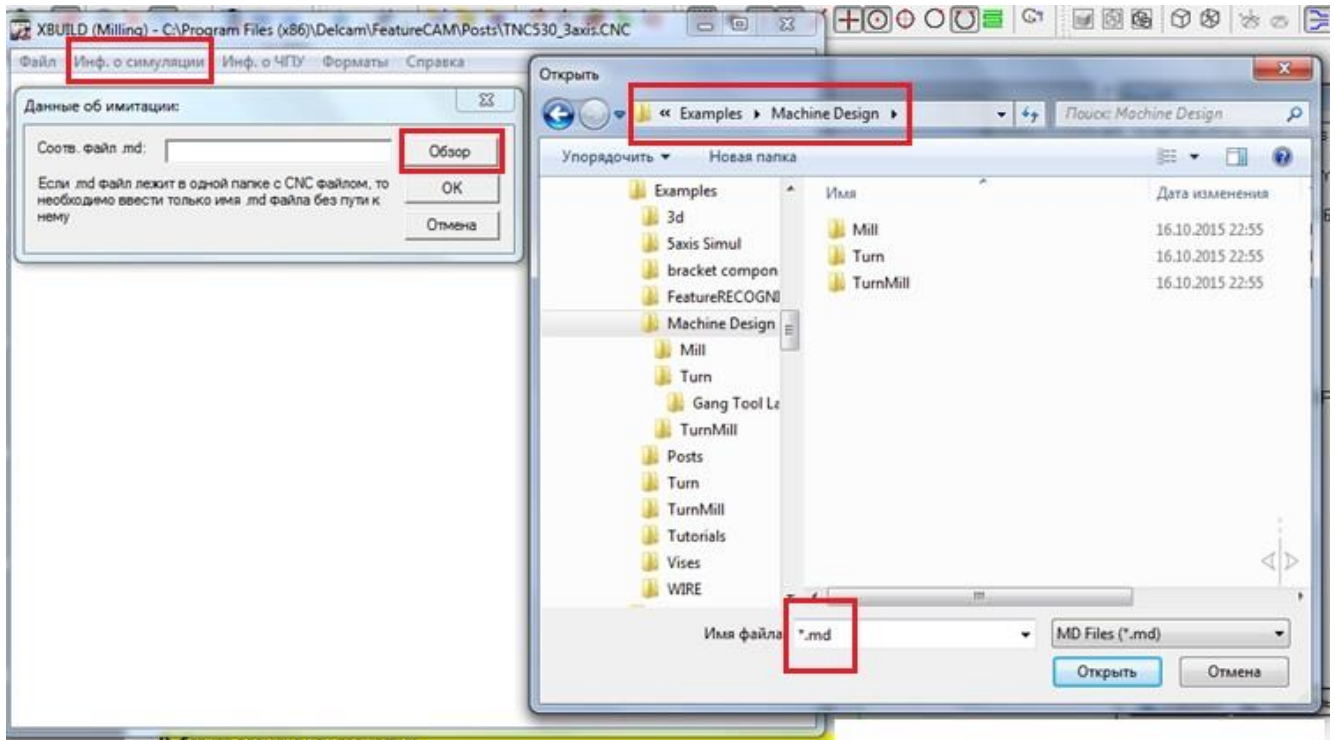 XBUILD (Milling) - C:\Program Files (x86)\Delcam\FeatureCAM\Posts\TNC530_3axis.CNC
Файл Инф. о симуляции Инф. о ЧПУ Форматы Справка
Данные об имитации:
Соотв. файл .md:
Обзор
Если .md файл лежит в одной папке с CNC файлом, то
необходимо ввести только имя .md файла без пути к
нему
OK
Отмена
Открыть
« Examples Machine Design
Поиск: Machine Design
Упорядочить Новая папка
Examples
3d
5axis Simul
bracket compon
FeatureRECOGNI
Machine Design
Mill
Turn
Gang Tool La
TurnMill
Posts
Turn
TurnMill
Tutorials
Vises
WIRE
Имя Дата изменения
Mill 16.10.2015 22:55
Turn 16.10.2015 22:55
TurnMill 16.10.2015 22:55
Имя файла *.md
MD Files (*.md)
Открыть Отмена